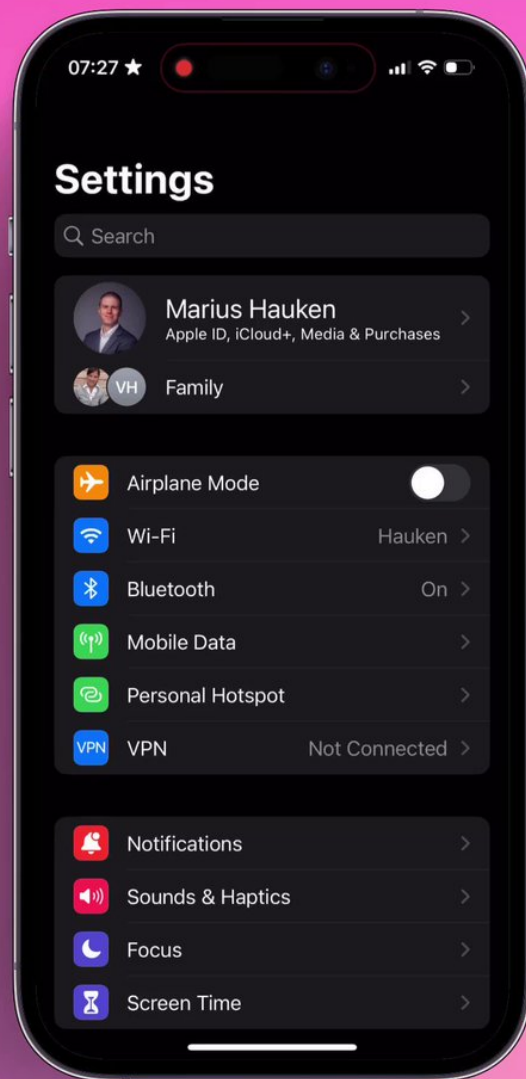 07:27
Settings
Search
Marius Hauken
Apple ID, iCloud+, Media & Purchases
VH
Family
Airplane Mode
Wi-Fi Hauken
Bluetooth On
Mobile Data
Personal Hotspot
VPN VPN Not Connected
Notifications
Sounds & Haptics
Focus
Screen Time